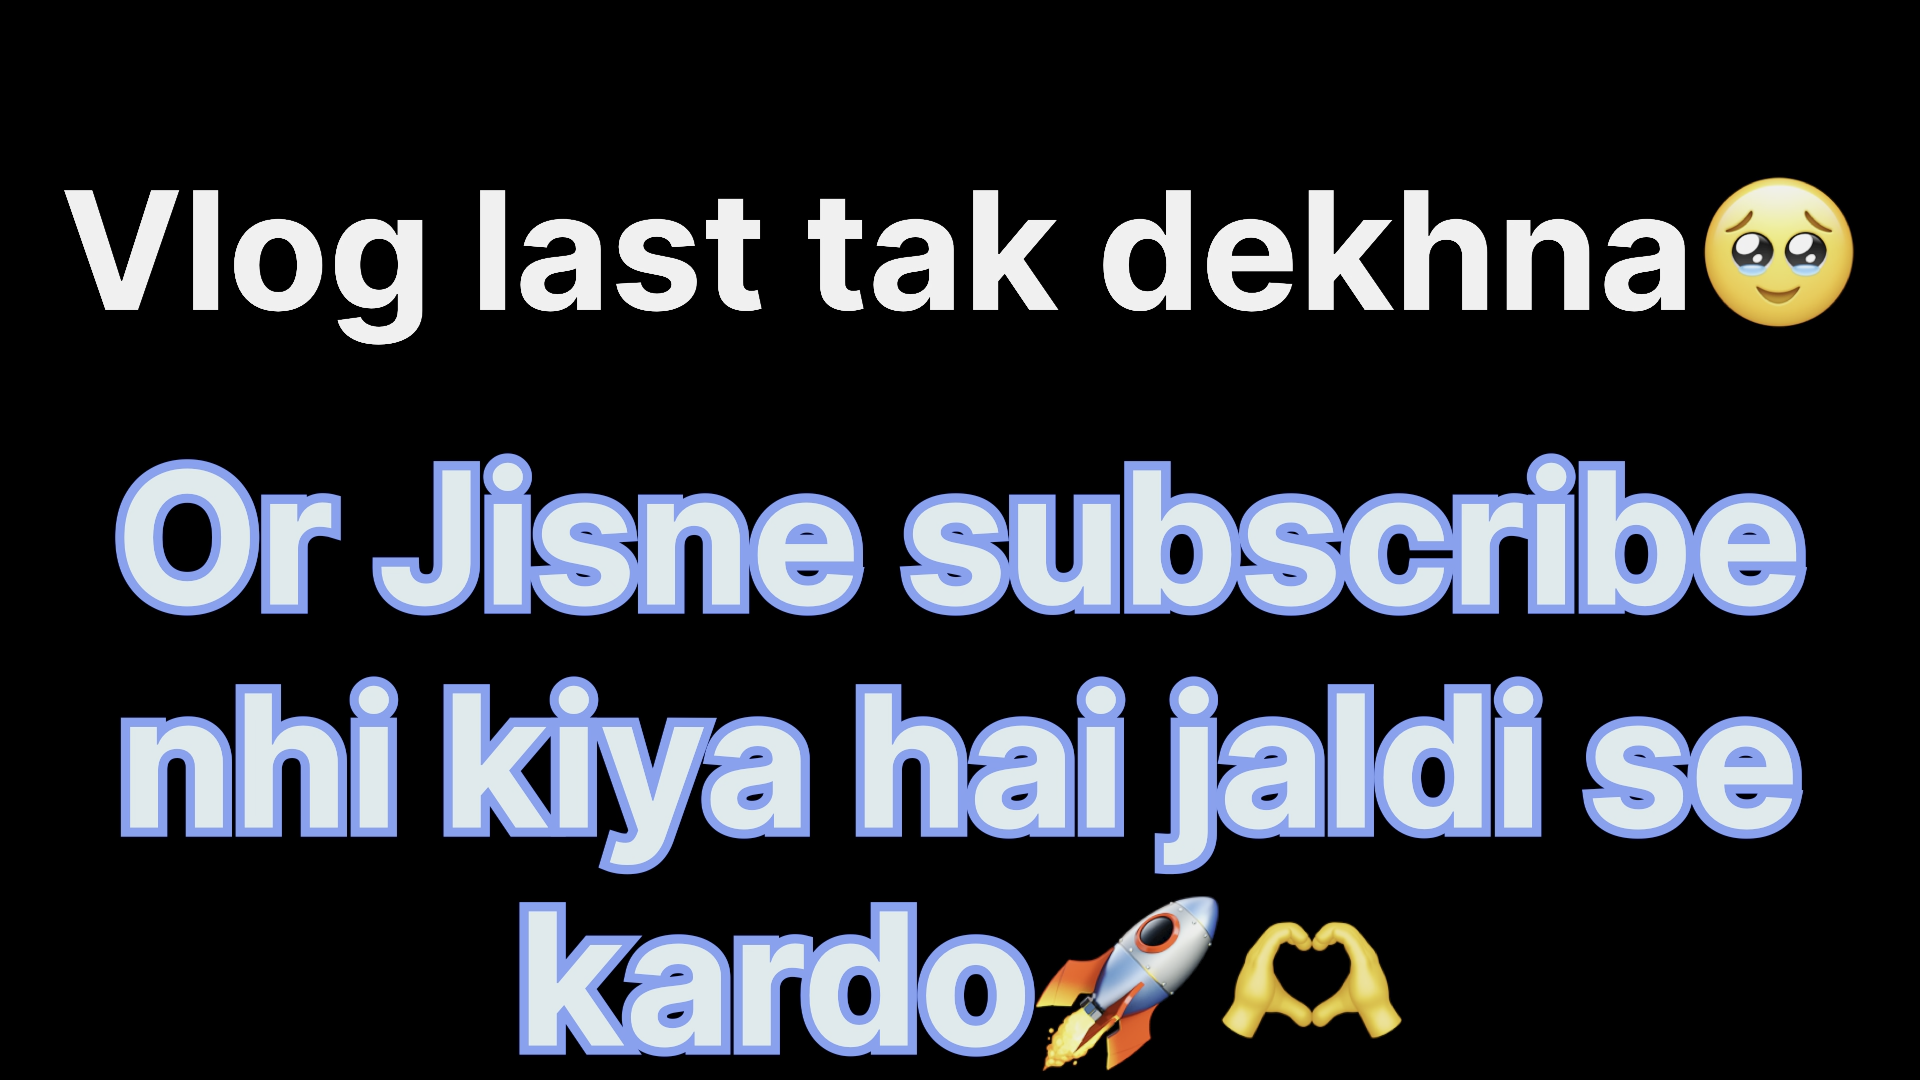 Vlog last tak dekhna🥹
Or Jisne subscribe
nhi kiya hai jaldi se
kardo🚀🫶